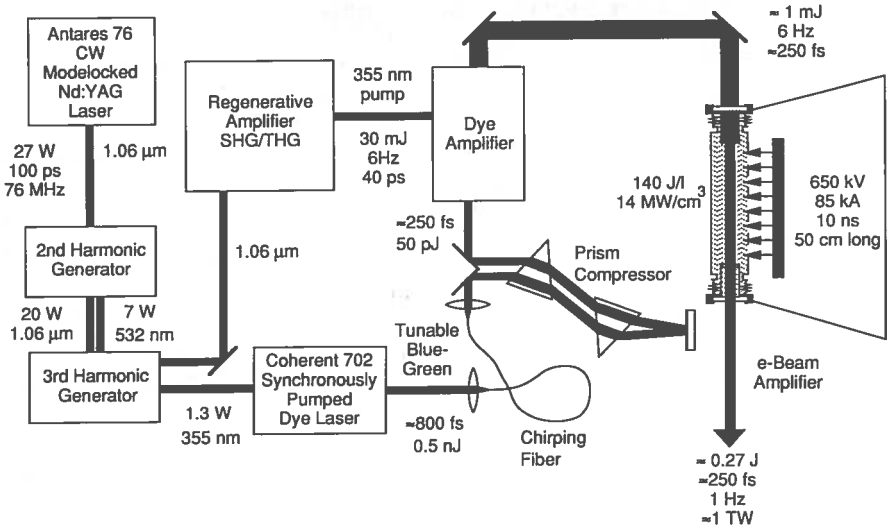 Antares 76
CW
Modelocked
Nd:YAG
Laser
27 W
100 ps
76 MHz
1.06 µm
2nd Harmonic
Generator
20 W
1.06 µm
7 W
532 nm
3rd Harmonic
Generator
1.3 W
355 nm
Coherent 702
Synchronously
Pumped
Dye Laser
Regenerative
Amplifier
SHG/THG
1.06 µm
355 nm
pump
30 mJ
6Hz
40 ps
Dye
Amplifier
≈250 fs
50 pJ
Prism
Compressor
Tunable
Blue-
Green
≈800 fs
0.5 nJ
Chirping
Fiber
≈ 1 mJ
6 Hz
≈250 fs
140 J/l
14 MW/cm³
650 kV
85 kA
10 ns
50 cm long
e-Beam
Amplifier
≈ 0.27 J
≈250 fs
1 Hz
≈1 TW